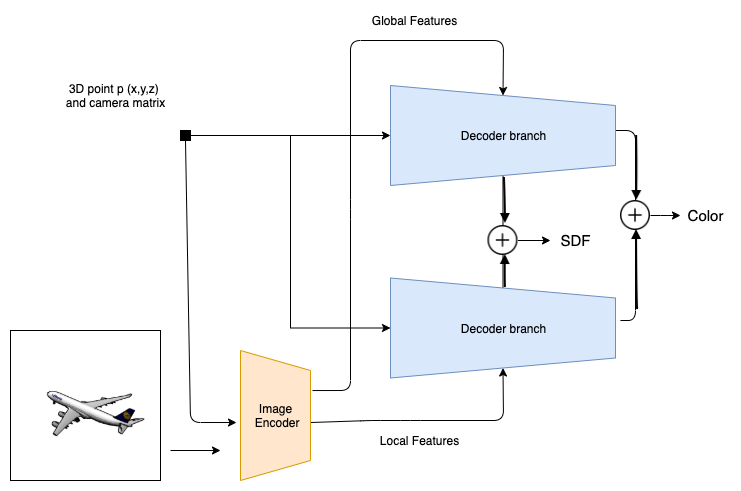 Global Features
3D point p (x,y,z)
and camera matrix
Decoder branch
Color
SDF
Decoder branch
Image
Encoder
Local Features